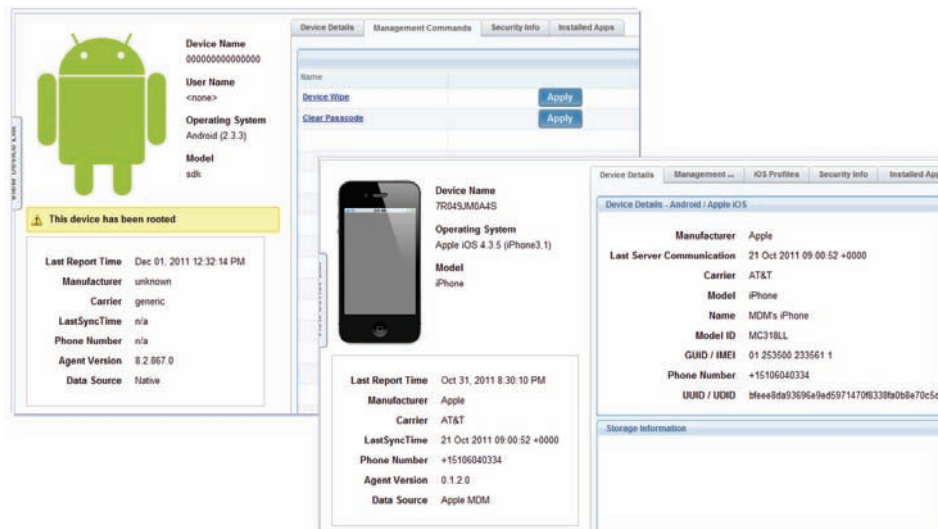 Device Name
000000000000000
User Name
<none>
Operating System
Android (2.3.3)
Model
sdk
This device has been rooted
Last Report Time Dec 01, 2011 12:32:14 PM
Manufacturer unknown
Carrier generic
LastSyncTime n/a
Phone Number n/a
Agent Version 8.2.867.0
Data Source Native
Device Details Management Commands Security Info Installed Apps
Name
Device Wipe Apply
Clear Passcode Apply
Device Name
7R049JM0A4S
Operating System
Apple iOS 4.3.5 (iPhone3.1)
Model
iPhone
Last Report Time Oct 31, 2011 8:30:10 PM
Manufacturer Apple
Carrier AT&T
LastSyncTime 21 Oct 2011 09:00:52 +0000
Phone Number +15106040334
Agent Version 0.1.2.0
Data Source Apple MDM
Device Details Management ... iOS Profiles Security Info Installed App
Device Details - Android / Apple iOS
Manufacturer Apple
Last Server Communication 21 Oct 2011 09:00:52 +0000
Carrier AT&T
Model iPhone
Name MDM's iPhone
Model ID MC318LL
GUID / IMEI 01 253500 233561 1
Phone Number +15106040334
UUID / UDID bfeee8da93696e9ed5971470f8338fa0b8e70c5c
Storage Information